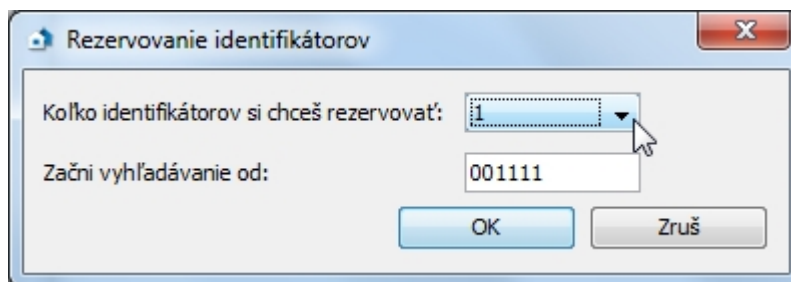 Rezervovanie identifikátorov
Koľko identifikátorov si chceš rezervovať: 1
Začni vyhľadávanie od: 001111
OK Zruš